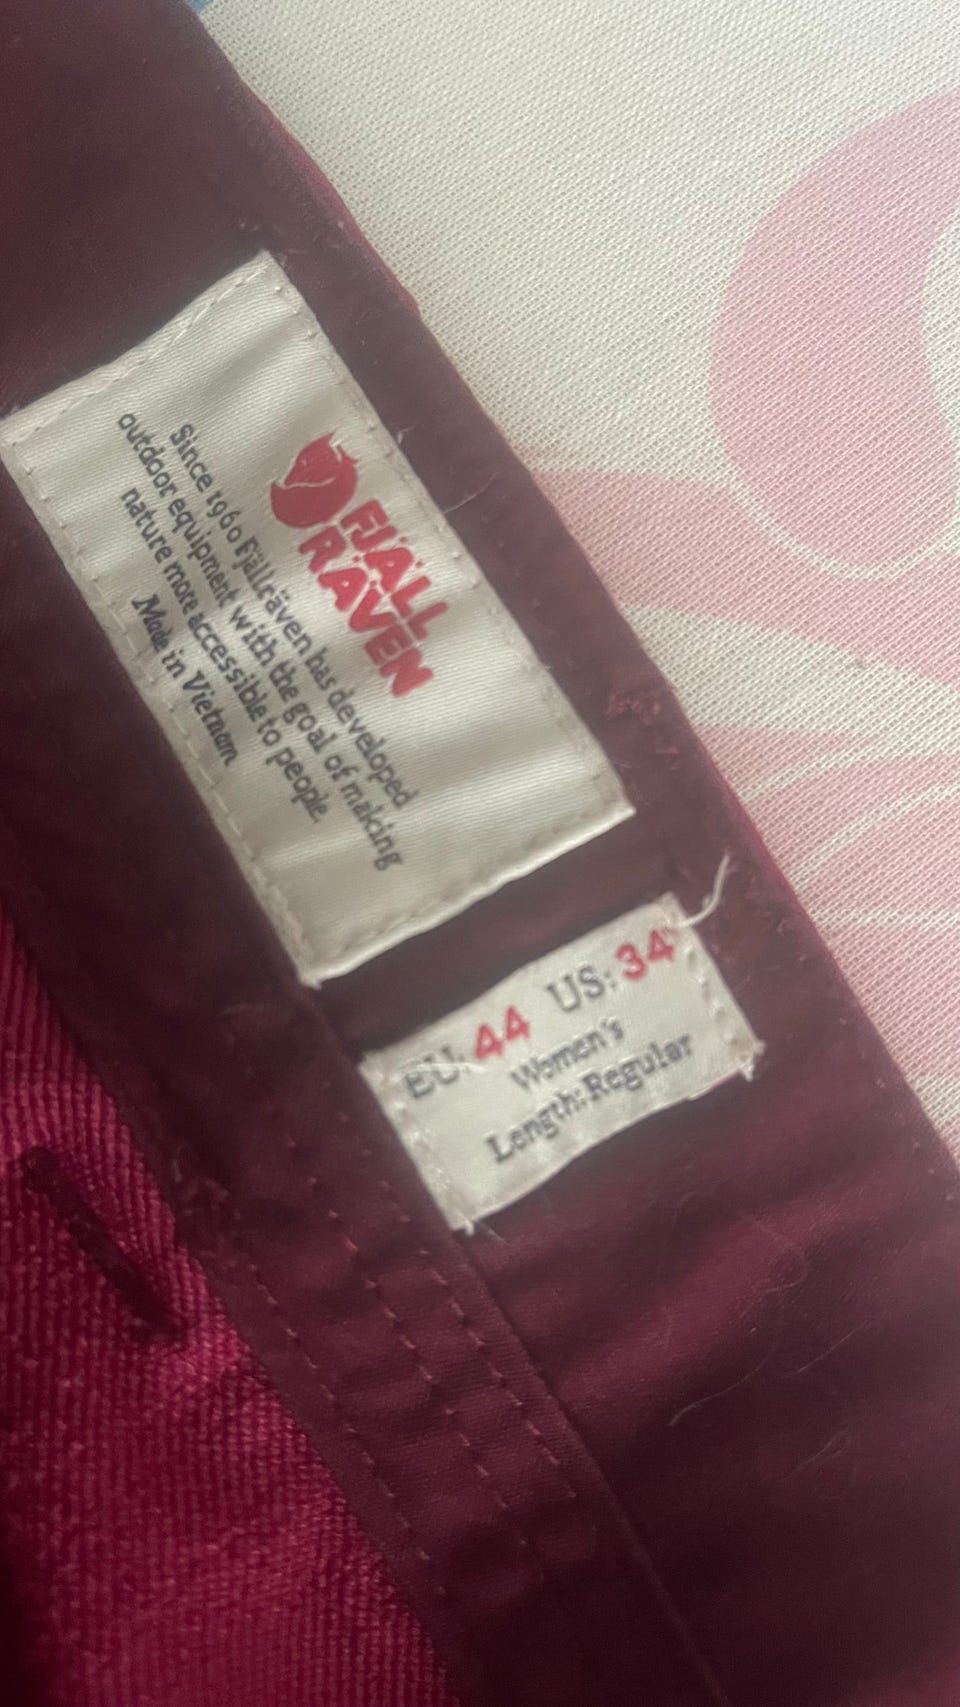 FJÄLL
RÄVEN
Since 1960 Fjällräven has developed
outdoor equipment with the goal of making
nature more accessible to people.
Made in Vietnam
EU: 44 US: 34"
Women's
Length: Regular